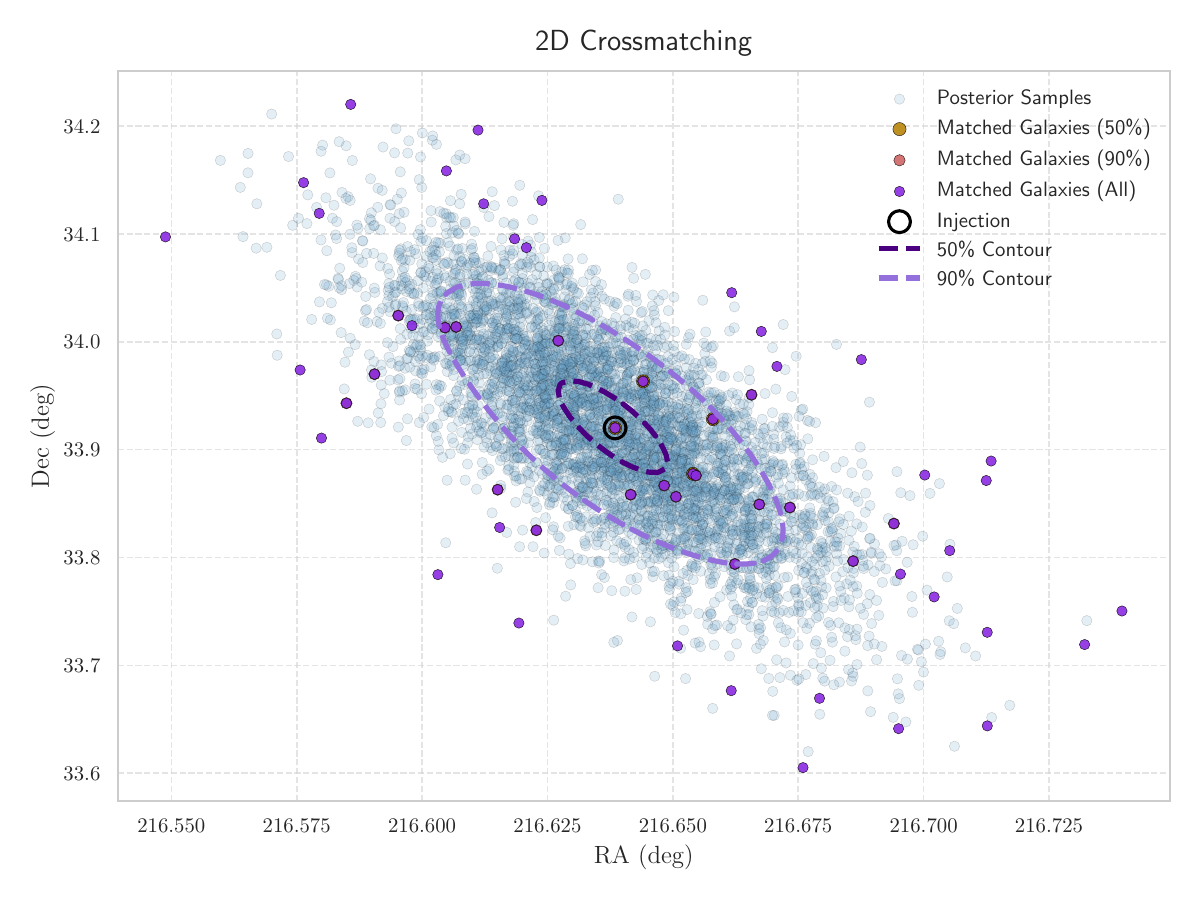 2D Crossmatching
Posterior Samples
Matched Galaxies (50%)
Matched Galaxies (90%)
Matched Galaxies (All)
Injection
50% Contour
90% Contour
34.2
34.1
34.0
33.9
33.8
33.7
33.6
Dec (deg)
216.550 216.575 216.600 216.625 216.650 216.675 216.700 216.725
RA (deg)